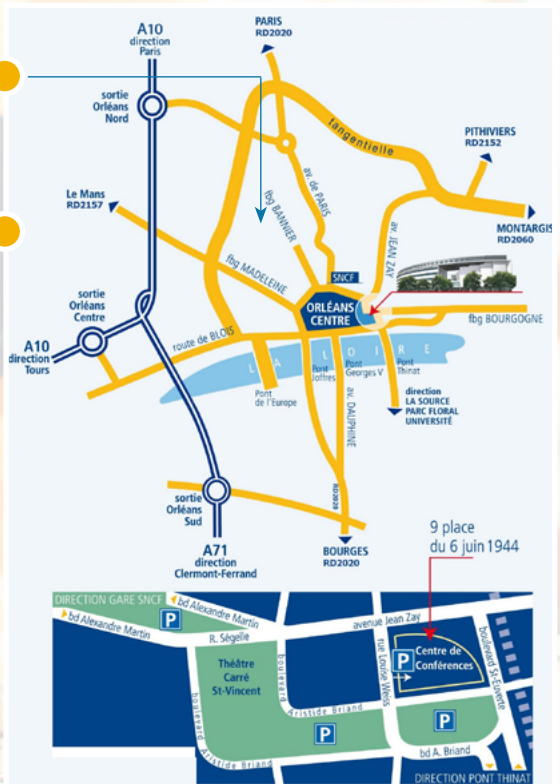 A10
direction
Paris
PARIS
RD2020
sortie
Orléans
Nord
tangentielle
PITHIVIERS
RD2152
av. de PARIS
fbg BANNIER
Le Mans
RD2157
MONTARGIS
RD2060
av. JEAN ZAY
fbg MADELEINE
SNCF
ORLÉANS
CENTRE
fbg BOURGOGNE
sortie
Orléans
Centre
A10
direction
Tours
route de BLOIS
LA LOIRE
Pont
de l'Europe
Pont
Joffres
Pont
Georges V
Pont
Thinat
av. DAUPHINE
direction
LA SOURCE
PARC FLORAL
UNIVERSITÉ
RD2020
sortie
Orléans
Sud
A71
direction
Clermont-Ferrand
BOURGES
RD2020
9 place
du 6 juin 1944
DIRECTION GARE SNCF
bd Alexandre Martin
bd Alexandre Martin
P
R. Ségelle
avenue Jean Zay
Théâtre
Carré
St-Vincent
boulevard
Aristide Briand
rue Louise Weiss
P
Centre de
Conférences
boulevard St-Euverte
P
P
boulevard
Aristide Briand
bd A. Briand
DIRECTION PONT THINAT